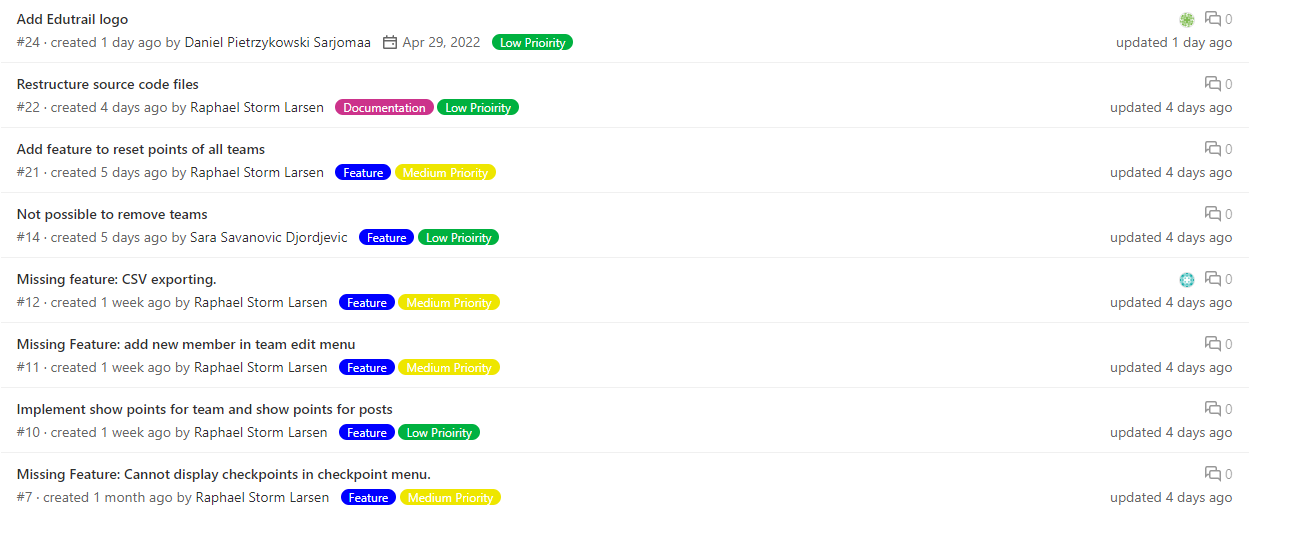 Add Edutrail logo
0
#24 · created 1 day ago by Daniel Pietrzykowski Sarjomaa Apr 29, 2022 Low Prioirity
updated 1 day ago
Restructure source code files
0
#22 · created 4 days ago by Raphael Storm Larsen Documentation Low Prioirity
updated 4 days ago
Add feature to reset points of all teams
0
#21 · created 5 days ago by Raphael Storm Larsen Feature Medium Priority
updated 4 days ago
Not possible to remove teams
0
#14 · created 5 days ago by Sara Savanovic Djordjevic Feature Low Prioirity
updated 4 days ago
Missing feature: CSV exporting.
0
#12 · created 1 week ago by Raphael Storm Larsen Feature Medium Priority
updated 4 days ago
Missing Feature: add new member in team edit menu
0
#11 · created 1 week ago by Raphael Storm Larsen Feature Medium Priority
updated 4 days ago
Implement show points for team and show points for posts
0
#10 · created 1 week ago by Raphael Storm Larsen Feature Low Prioirity
updated 4 days ago
Missing Feature: Cannot display checkpoints in checkpoint menu.
0
#7 · created 1 month ago by Raphael Storm Larsen Feature Medium Priority
updated 4 days ago